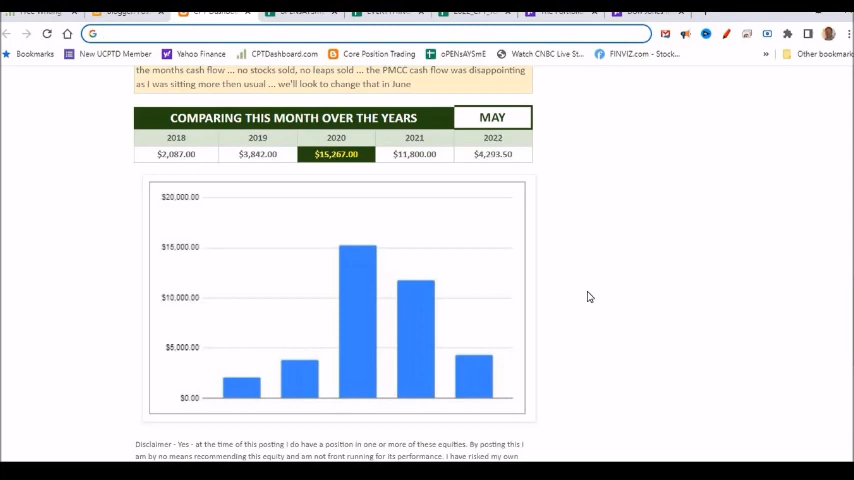 Bookmarks
New UCPTD Member
Yahoo Finance
CPTDashboard.com
Core Position Trading
oPENsAYSmE
Watch CNBC Live St...
FINVIZ.com - Stock...
»
Other bookmarks
the months cash flow ... no stocks sold, no leaps sold ... the PMCC cash flow was disappointing
as I was sitting more then usual ... we'll look to change that in June
COMPARING THIS MONTH OVER THE YEARS MAY
2018 2019 2020 2021 2022
$2,087.00 $3,842.00 $15,267.00 $11,800.00 $4,293.50
$20,000.00
$15,000.00
$10,000.00
$5,000.00
$0.00
Disclaimer - Yes - at the time of this posting I do have a position in one or more of these equities. By posting this I
am by no means recommending this equity and am not front running for its performance. I have risked my own